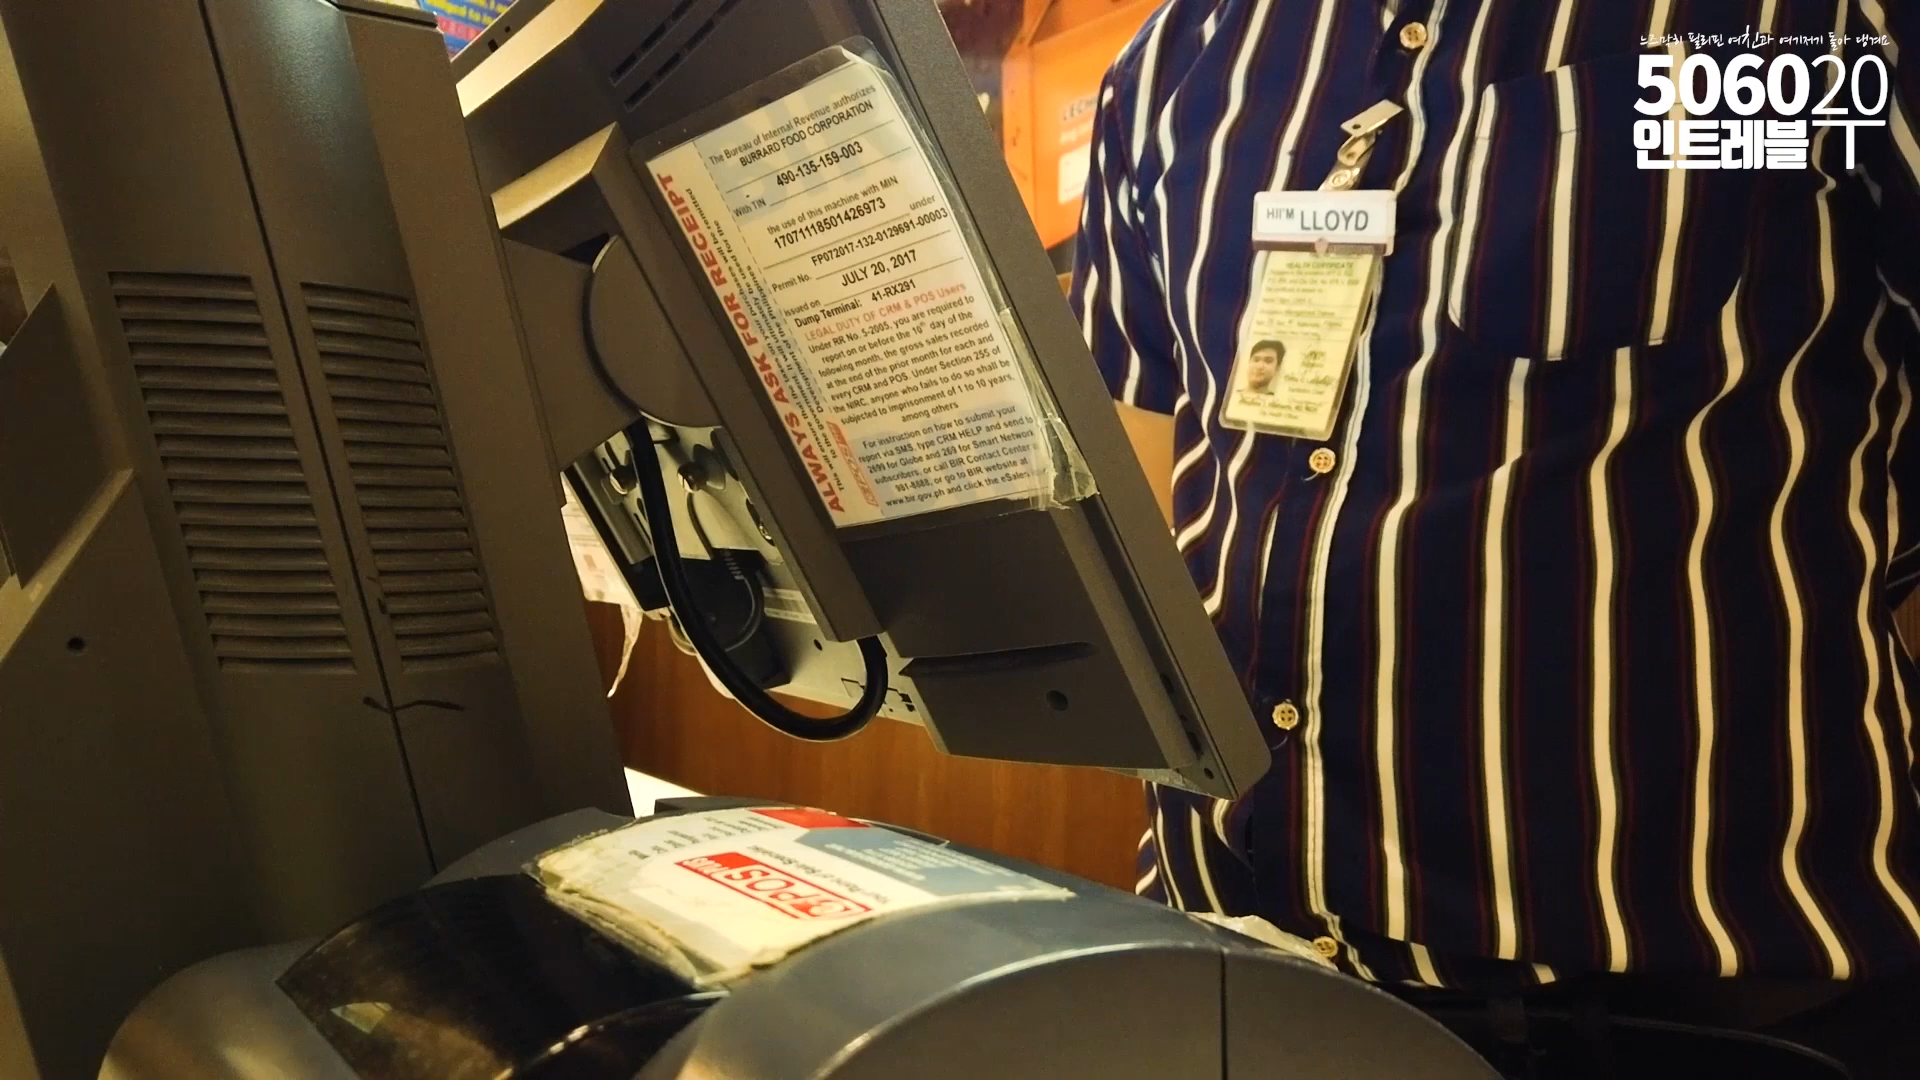 느즈막히 필리핀 여친과 여기저기 돌아 댕겨요
506020
인트레블 우
HI I'M LLOYD
HEALTH CERTIFICATE
The Bureau of Internal Revenue authorizes
BURRARD FOOD CORPORATION
With TIN 490-135-159-003
the use of this machine with MIN
17071118501426973 under
Permit No. FP072017-132-0129691-00003
issued on JULY 20, 2017
Dump Terminal: 41-RX291
LEGAL DUTY OF CRM & POS Users
Under RR No. 5-2005, you are required to
report on or before the 10th day of the
following month, the gross sales recorded
at the end of the prior month for each and
every CRM and POS. Under Section 255 of
the NIRC, anyone who fails to do so shall be
subjected to imprisonment of 1 to 10 years,
among others
For instruction on how to submit your
report via SMS, type CRM HELP and send to
2699 for Globe and 269 for Smart Network
subscribers, or call BIR Contact Center
981-8888, or go to BIR website at
www.bir.gov.ph and click the eSales
ALWAYS ASK FOR RECEIPT
POS